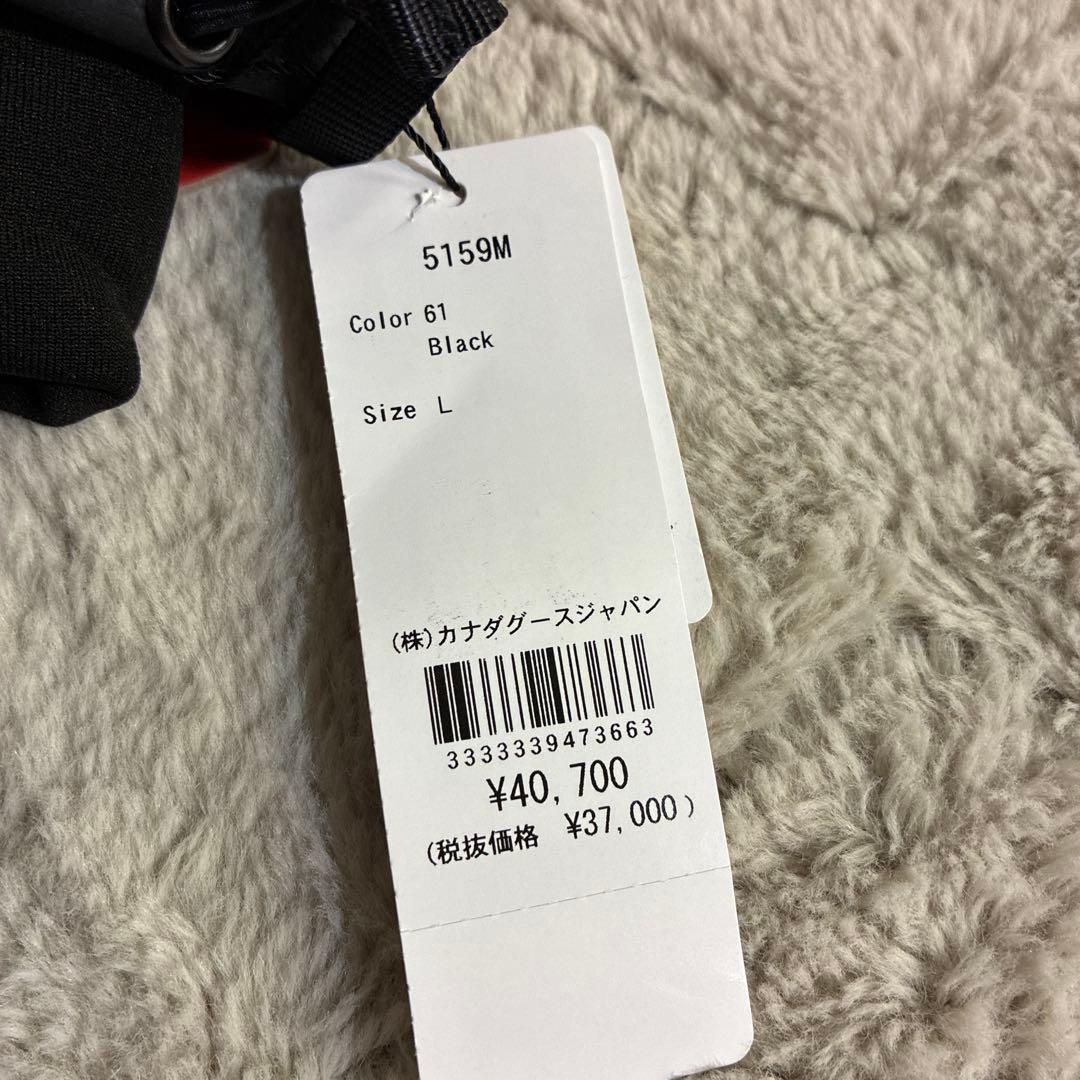 5159M
Color 61
Black
Size L
(株)カナダグースジャパン
3333339473663
¥40,700
(税抜価格 ¥37,000)